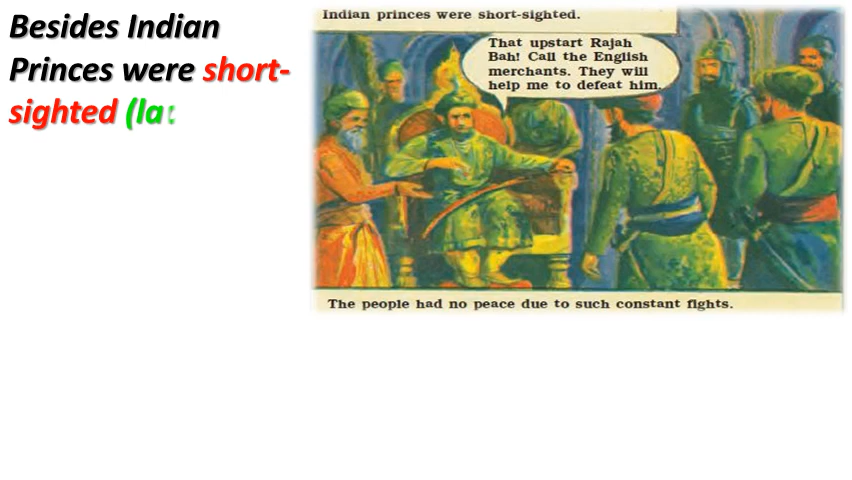 Besides Indian
Princes were short-
sighted (la
Indian princes were short-sighted.
That upstart Rajah
Bah! Call the English
merchants. They will
help me to defeat him.
The people had no peace due to such constant fights.